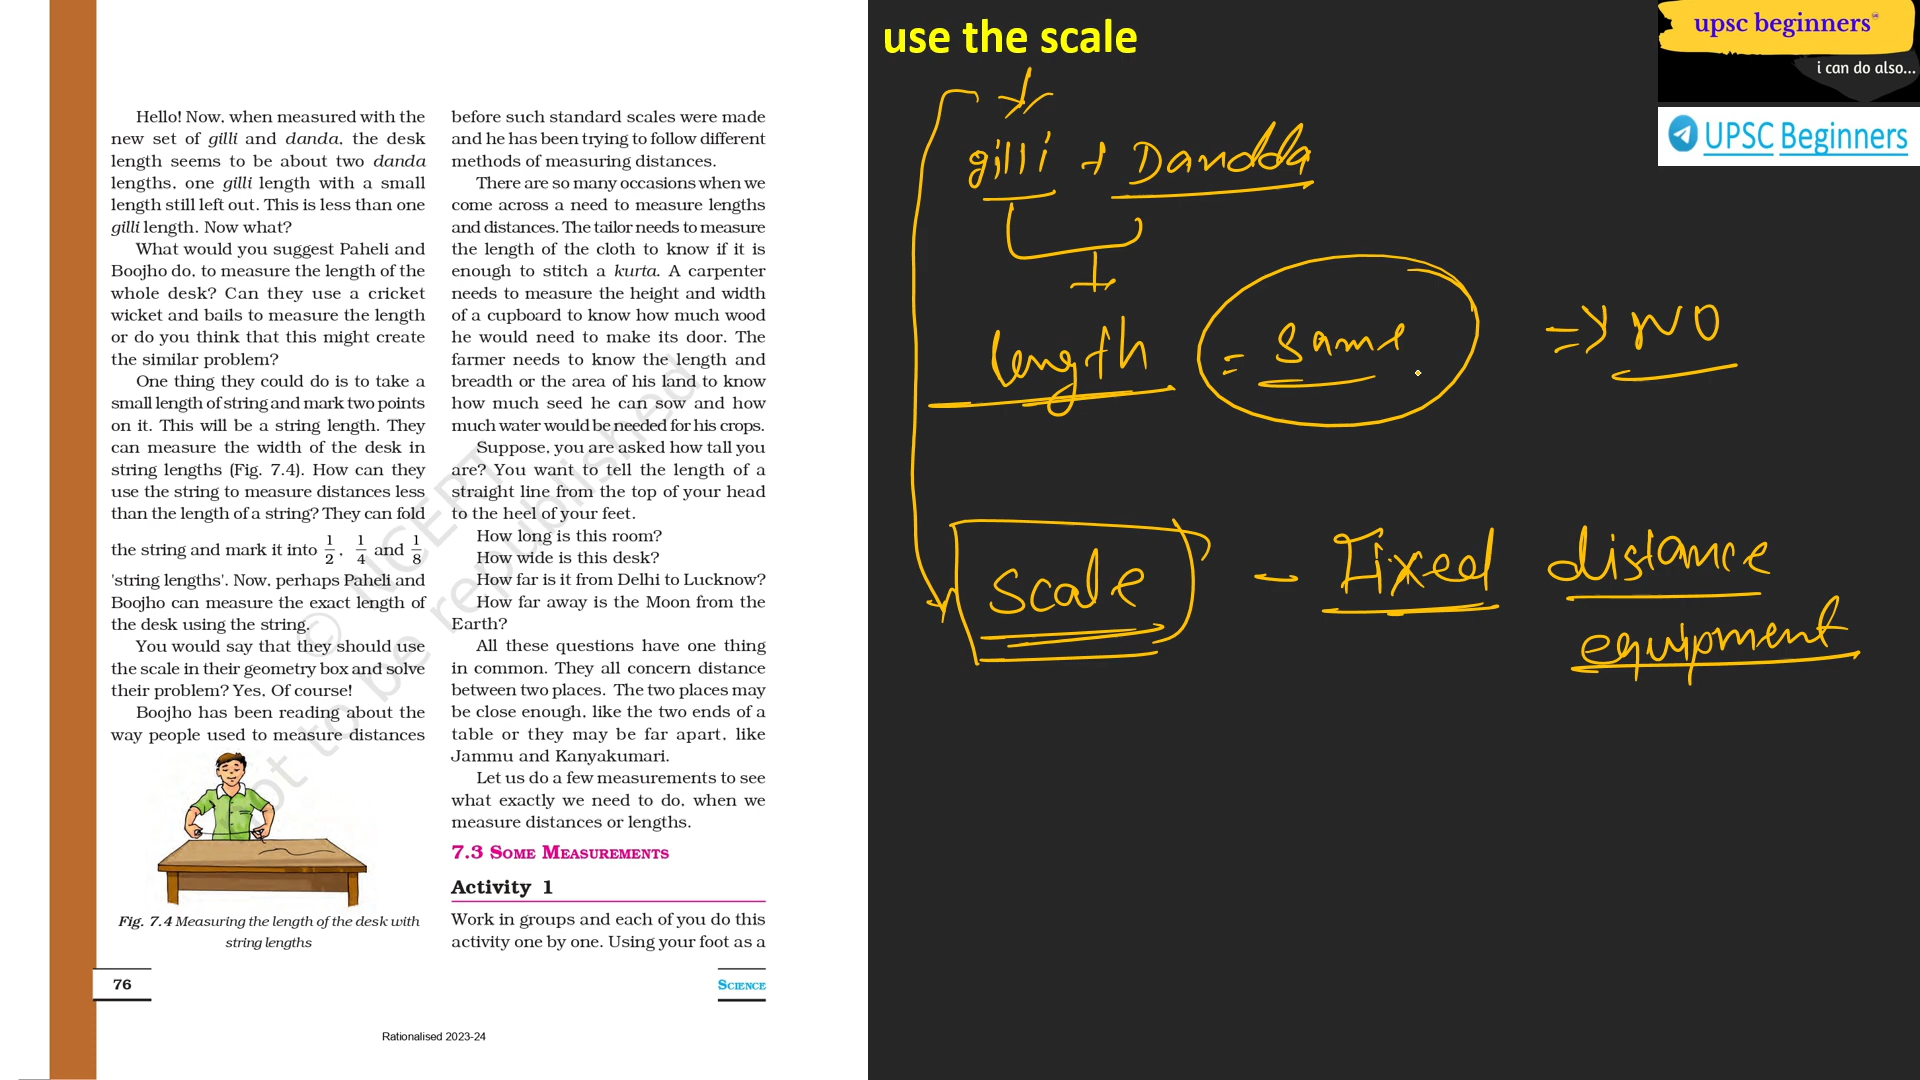 Hello! Now, when measured with the
new set of gilli and danda, the desk
length seems to be about two danda
lengths, one gilli length with a small
length still left out. This is less than one
gilli length. Now what?
What would you suggest Paheli and
Boojho do, to measure the length of the
whole desk? Can they use a cricket
wicket and bails to measure the length
or do you think that this might create
the similar problem?
One thing they could do is to take a
small length of string and mark two points
on it. This will be a string length. They
can measure the width of the desk in
string lengths (Fig. 7.4). How can they
use the string to measure distances less
than the length of a string? They can fold
the string and mark it into 1/2, 1/4 and 1/8
'string lengths'. Now, perhaps Paheli and
Boojho can measure the exact length of
the desk using the string.
You would say that they should use
the scale in their geometry box and solve
their problem? Yes, Of course!
Boojho has been reading about the
way people used to measure distances
Fig. 7.4 Measuring the length of the desk with
string lengths
before such standard scales were made
and he has been trying to follow different
methods of measuring distances.
There are so many occasions when we
come across a need to measure lengths
and distances. The tailor needs to measure
the length of the cloth to know if it is
enough to stitch a kurta. A carpenter
needs to measure the height and width
of a cupboard to know how much wood
he would need to make its door. The
farmer needs to know the length and
breadth or the area of his land to know
how much seed he can sow and how
much water would be needed for his crops.
Suppose, you are asked how tall you
are? You want to tell the length of a
straight line from the top of your head
to the heel of your feet.
How long is this room?
How wide is this desk?
How far is it from Delhi to Lucknow?
How far away is the Moon from the
Earth?
All these questions have one thing
in common. They all concern distance
between two places. The two places may
be close enough, like the two ends of a
table or they may be far apart, like
Jammu and Kanyakumari.
Let us do a few measurements to see
what exactly we need to do, when we
measure distances or lengths.
7.3 SOME MEASUREMENTS
Activity 1
Work in groups and each of you do this
activity one by one. Using your foot as a
76
SCIENCE
Rationalised 2023-24
© NCERT
not to be republished
use the scale
gilli + Dandda
length = same => NO
scale - Fixed distance
equipment
upsc beginners
i can do also...
UPSC Beginners